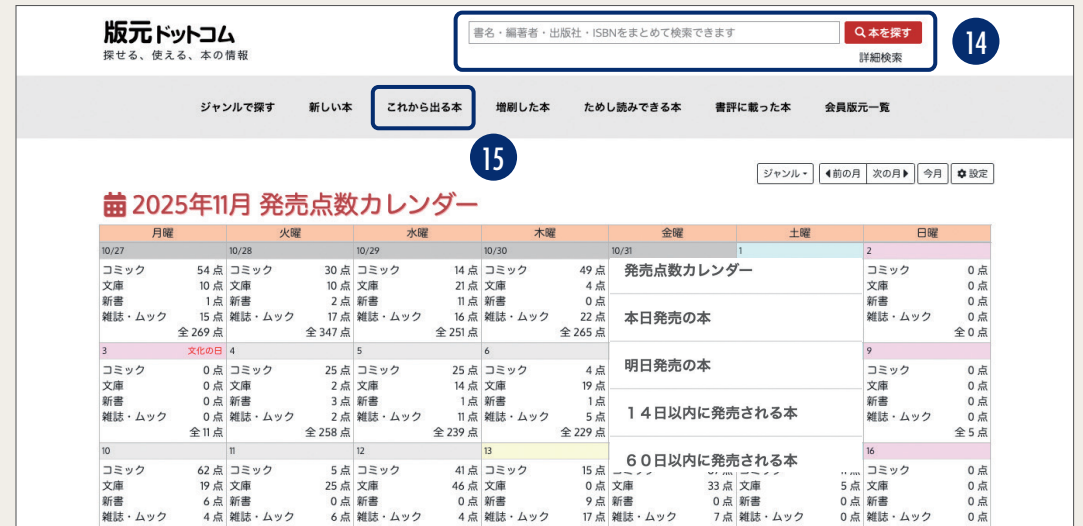 版元ドットコム
探せる、使える、本の情報
書名・編著者・出版社・ISBNをまとめて検索できます
本を探す
14
詳細検索
ジャンルで探す 新しい本 これから出る本 増刷した本 ためし読みできる本 書評に載った本 会員版元一覧
15
ジャンル 前の月 次の月 今月 設定
2025年11月 発売点数カレンダー
月曜 火曜 水曜 木曜 金曜 土曜 日曜
10/27 10/28 10/29 10/30 10/31 1 2
コミック 54点 コミック 30点 コミック 14点 コミック 49点 コミック 0点
文庫 10点 文庫 10点 文庫 21点 文庫 4点 文庫 0点
新書 1点 新書 2点 新書 11点 新書 0点 新書 0点
雑誌・ムック 15点 雑誌・ムック 17点 雑誌・ムック 16点 雑誌・ムック 22点 雑誌・ムック 0点
全269点 全347点 全251点 全265点 全0点
発売点数カレンダー
本日発売の本
明日発売の本
14日以内に発売される本
60日以内に発売される本
3 文化の日 4 5 6 9
コミック 0点 コミック 25点 コミック 25点 コミック 4点 コミック 0点
文庫 0点 文庫 2点 文庫 14点 文庫 19点 文庫 0点
新書 0点 新書 3点 新書 1点 新書 1点 新書 0点
雑誌・ムック 0点 雑誌・ムック 2点 雑誌・ムック 11点 雑誌・ムック 5点 雑誌・ムック 0点
全11点 全258点 全239点 全229点 全5点
10 11 12 13 16
コミック 62点 コミック 5点 コミック 41点 コミック 15点 コミック 0点
文庫 19点 文庫 25点 文庫 46点 文庫 0点 文庫 33点 文庫 5点 文庫 0点
新書 6点 新書 0点 新書 0点 新書 9点 新書 0点 新書 0点 新書 0点
雑誌・ムック 4点 雑誌・ムック 6点 雑誌・ムック 4点 雑誌・ムック 17点 雑誌・ムック 7点 雑誌・ムック 0点 雑誌・ムック 0点